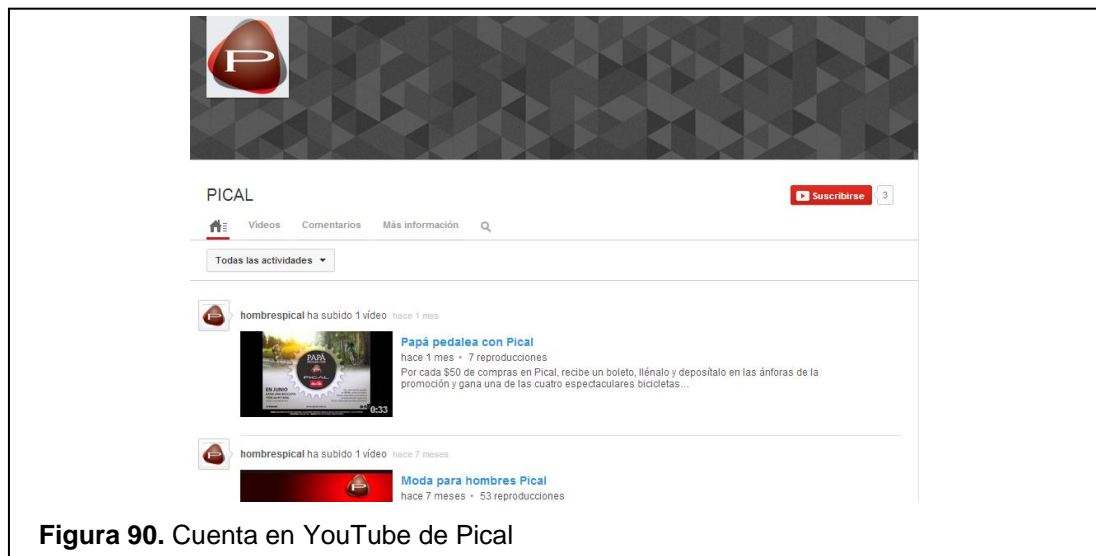 P
PICAL
Suscribirse 3
Vídeos Comentarios Más información
Todas las actividades
hombrespical ha subido 1 vídeo hace 1 mes
Papá pedalea con Pical
hace 1 mes • 7 reproducciones
Por cada $50 de compras en Pical, recibe un boleto, llénalo y deposítalo en las ánforas de la
promoción y gana una de las cuatro espectaculares bicicletas...
PAPÁ
PICAL
EN JUNIO
0:33
hombrespical ha subido 1 vídeo hace 7 meses
P
Moda para hombres Pical
hace 7 meses • 53 reproducciones
Figura 90. Cuenta en YouTube de Pical